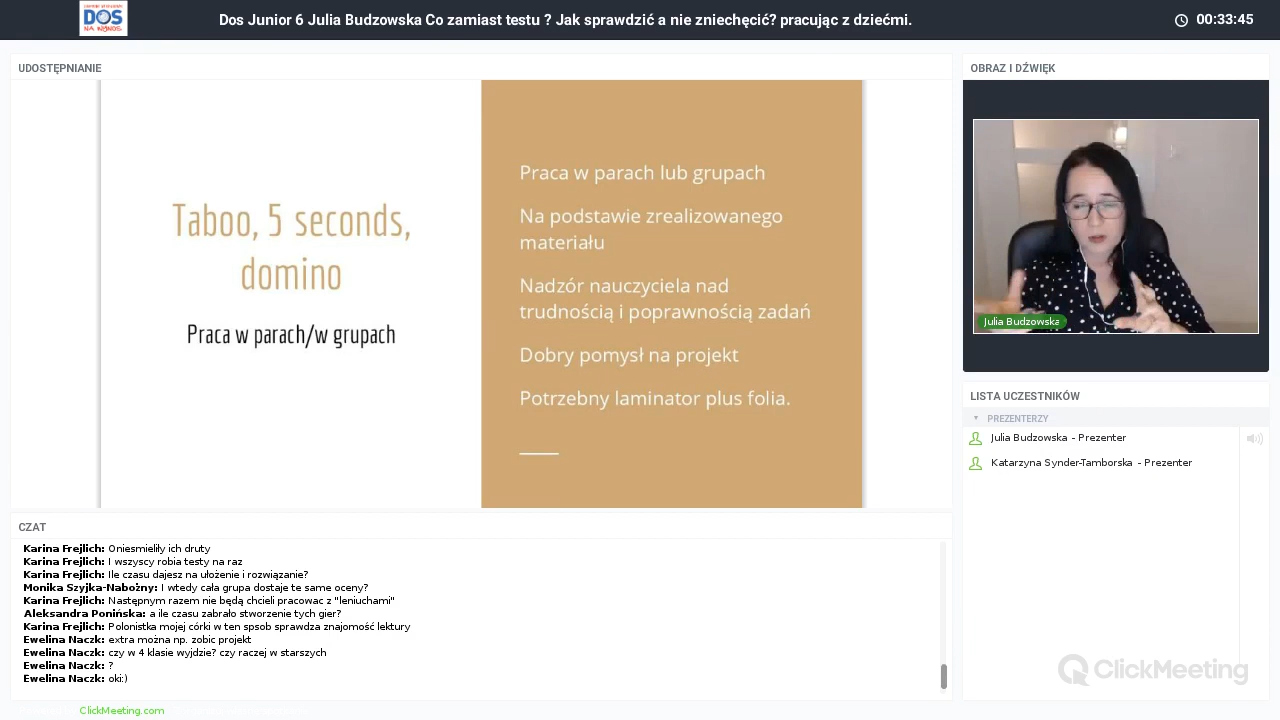 DOS
NA WYNOS
Dos Junior 6 Julia Budzowska Co zamiast testu ? Jak sprawdzić a nie zniechęcić? pracując z dziećmi.
00:33:45
UDOSTĘPNIANIE
Taboo, 5 seconds,
domino
Praca w parach/w grupach
Praca w parach lub grupach
Na podstawie zrealizowanego
materiału
Nadzór nauczyciela nad
trudnością i poprawnością zadań
Dobry pomysł na projekt
Potrzebny laminator plus folia.
OBRAZ I DŹWIĘK
Julia Budzowska
LISTA UCZESTNIKÓW
PREZENTERZY
Julia Budzowska - Prezenter
Katarzyna Synder-Tamborska - Prezenter
CZAT
Karina Frejlich: Oniesmieliły ich druty
Karina Frejlich: I wszyscy robia testy na raz
Karina Frejlich: Ile czasu dajesz na ułożenie i rozwiązanie?
Monika Szyjka-Nabożny: I wtedy cała grupa dostaje te same oceny?
Karina Frejlich: Następnym razem nie będą chcieli pracowac z "leniuchami"
Aleksandra Ponińska: a ile czasu zabrało stworzenie tych gier?
Karina Frejlich: Polonistka mojej córki w ten spsob sprawdza znajomość lektury
Ewelina Naczk: extra można np. zobic projekt
Ewelina Naczk: czy w 4 klasie wyjdzie? czy raczej w starszych
Ewelina Naczk: ?
Ewelina Naczk: oki:)
ClickMeeting
ClickMeeting.com